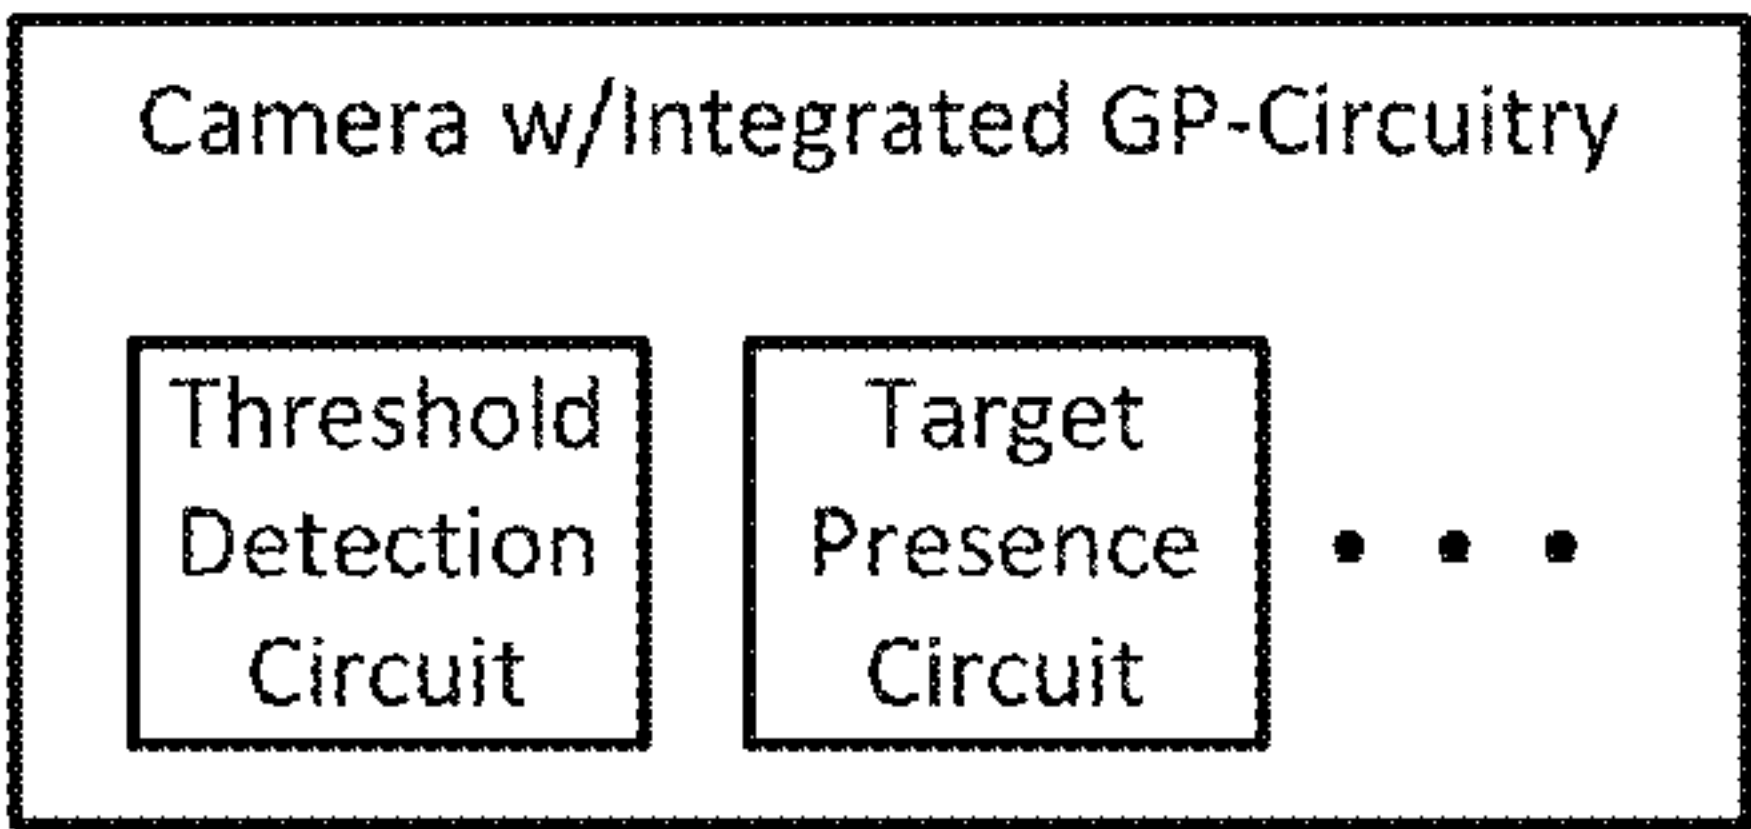 Camera w/Integrated GP-Circuitry
Threshold
Detection
Circuit
Target
Presence
Circuit
• • •